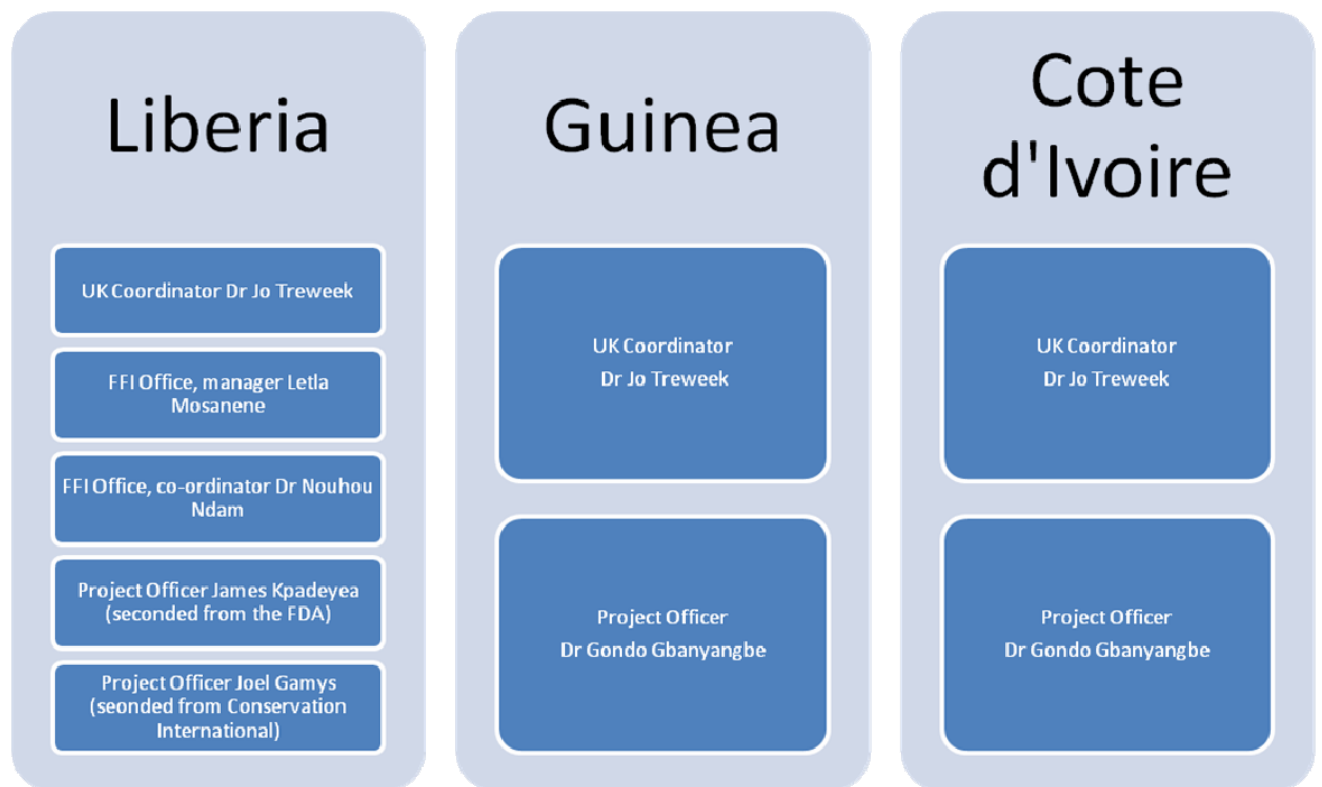 Liberia
UK Coordinator Dr Jo Treweek
FFI Office, manager Letla
Mosanene
FFI Office, co-ordinator Dr Nouhou
Ndam
Project Officer James Kpadeyea
(seconded from the FDA)
Project Officer Joel Gamys
(seonded from Conservation
International)
Guinea
UK Coordinator
Dr Jo Treweek
Project Officer
Dr Gondo Gbanyangbe
Cote
d'Ivoire
UK Coordinator
Dr Jo Treweek
Project Officer
Dr Gondo Gbanyangbe